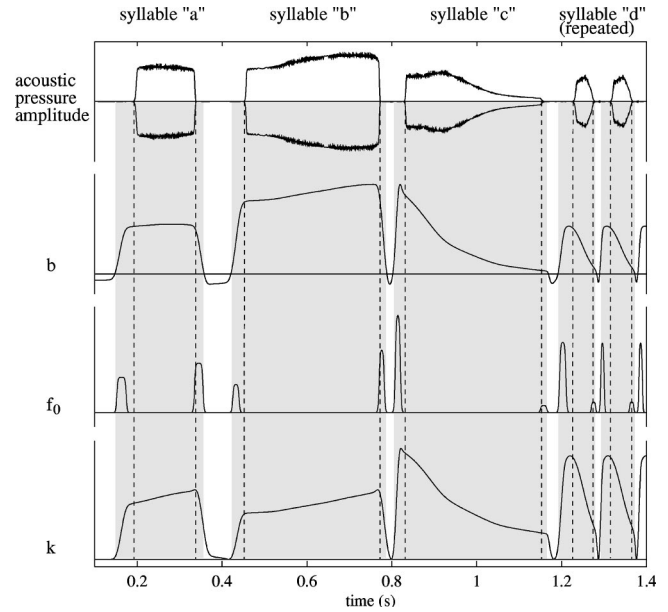 syllable "a" syllable "b" syllable "c" syllable "d"
(repeated)
acoustic
pressure
amplitude
b
f0
k
0.2 0.4 0.6 0.8 1 1.2 1.4
time (s)